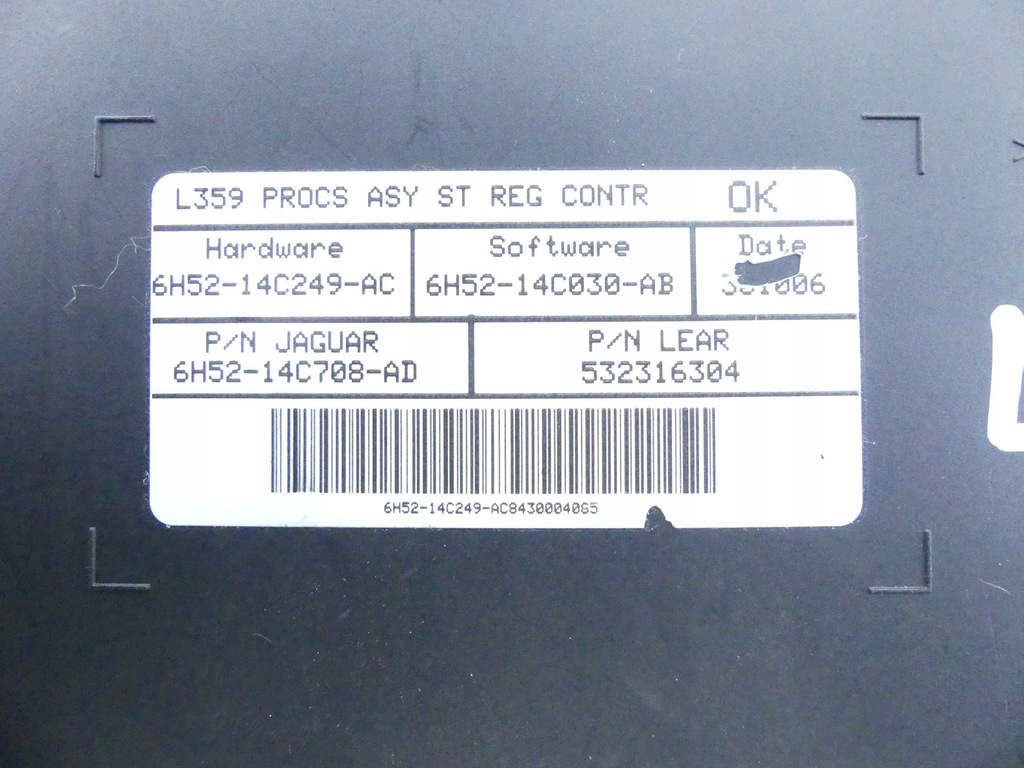 L359 PROCS ASY ST REG CONTR OK
Hardware Software Date
6H52-14C249-AC 6H52-14C030-AB
P/N JAGUAR P/N LEAR
6H52-14C708-AD 532316304
6H52-14C249-AC8430004085